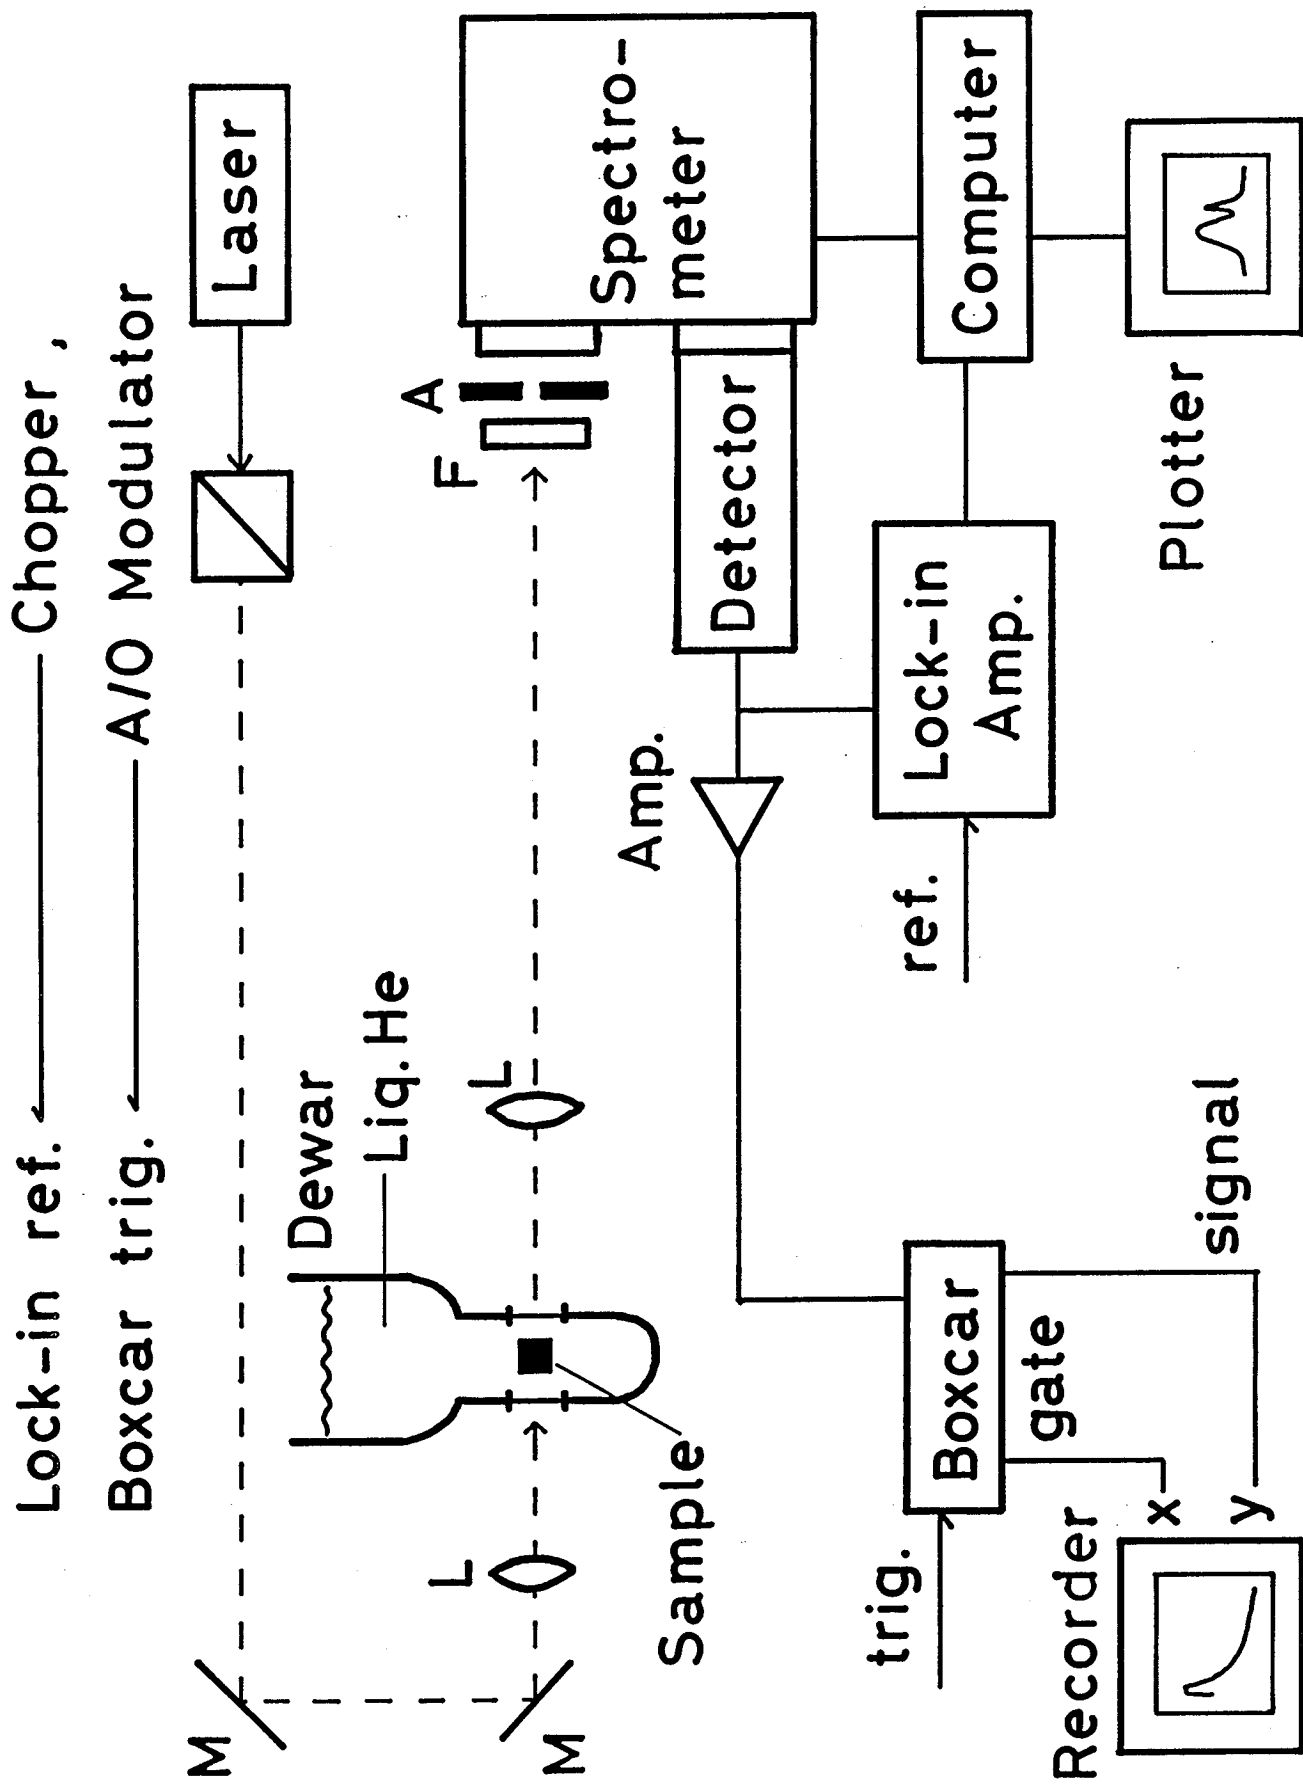 Lock-in ref. Chopper,
Boxcar trig. A/O Modulator
M
Laser
Dewar
Liq. He
M
L
L
F
A
Sample
Spectro-
meter
Amp.
Detector
trig.
Boxcar
ref.
Lock-in
Amp.
Computer
Recorder
gate
x
y
signal
Plotter